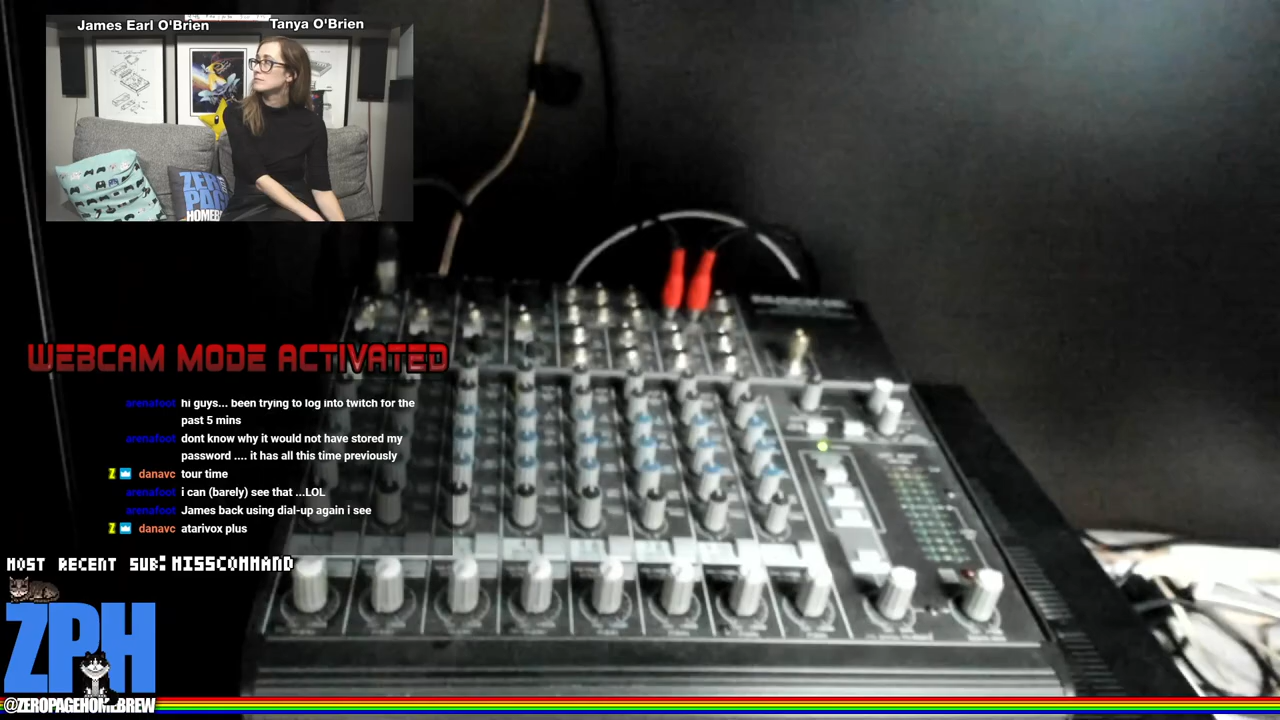 James Earl O'Brien
Tanya O'Brien
ZERO
PAGE
HOMEBREW
WEBCAM MODE ACTIVATED
arenafoot hi guys... been trying to log into twitch for the
past 5 mins
arenafoot dont know why it would not have stored my
password .... it has all this time previously
Z danavc tour time
arenafoot i can (barely) see that ...LOL
arenafoot James back using dial-up again i see
Z danavc atarivox plus
MOST RECENT SUB: MISSCOMMAND
ZPH
@ZEROPAGEHOMEBREW